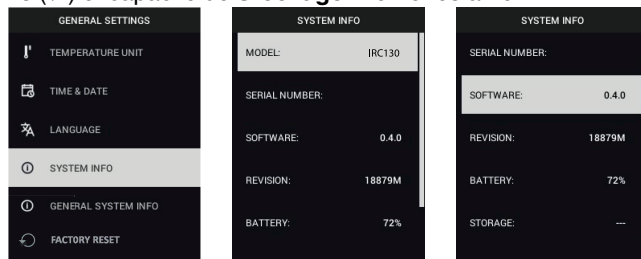 GENERAL SETTINGS
TEMPERATURE UNIT
TIME & DATE
LANGUAGE
SYSTEM INFO
GENERAL SYSTEM INFO
FACTORY RESET
SYSTEM INFO
MODEL: IRC130
SERIAL NUMBER:
SOFTWARE: 0.4.0
REVISION: 18879M
BATTERY: 72%
SYSTEM INFO
SERIAL NUMBER:
SOFTWARE: 0.4.0
REVISION: 18879M
BATTERY: 72%
STORAGE: ---